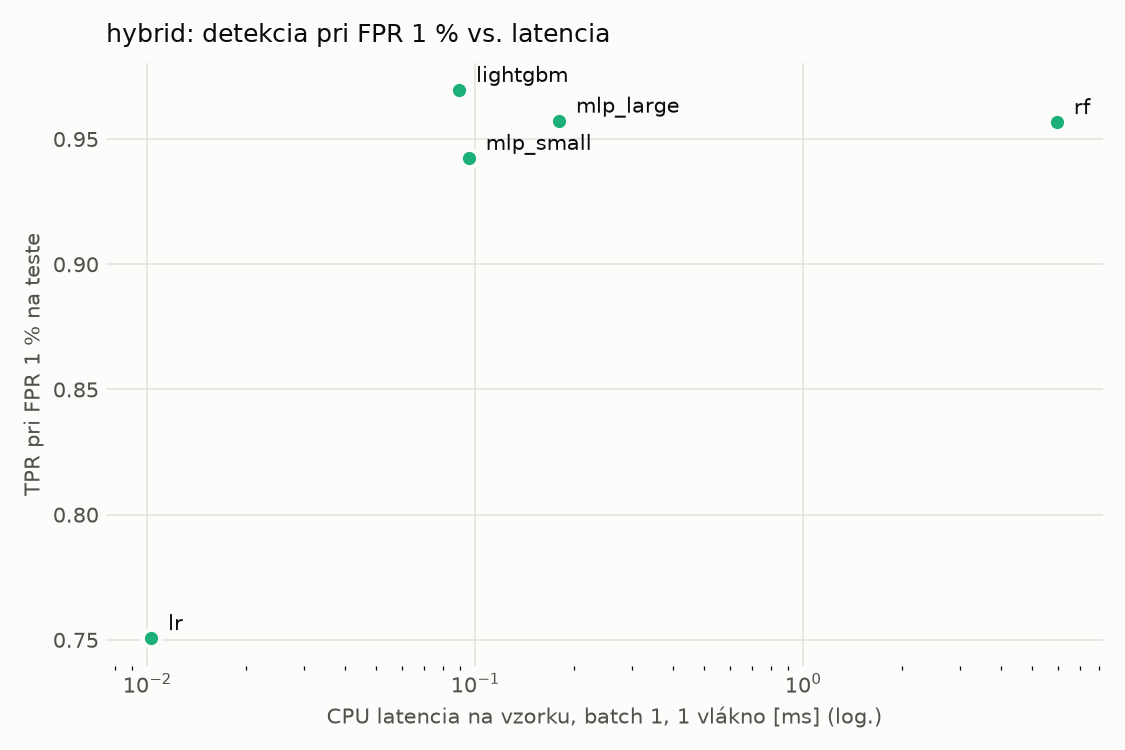 hybrid: detekcia pri FPR 1 % vs. latencia
lightgbm
mlp_large
rf
mlp_small
lr
TPR pri FPR 1 % na teste
0.95
0.90
0.85
0.80
0.75
10⁻² 10⁻¹ 10⁰
CPU latencia na vzorku, batch 1, 1 vlákno [ms] (log.)